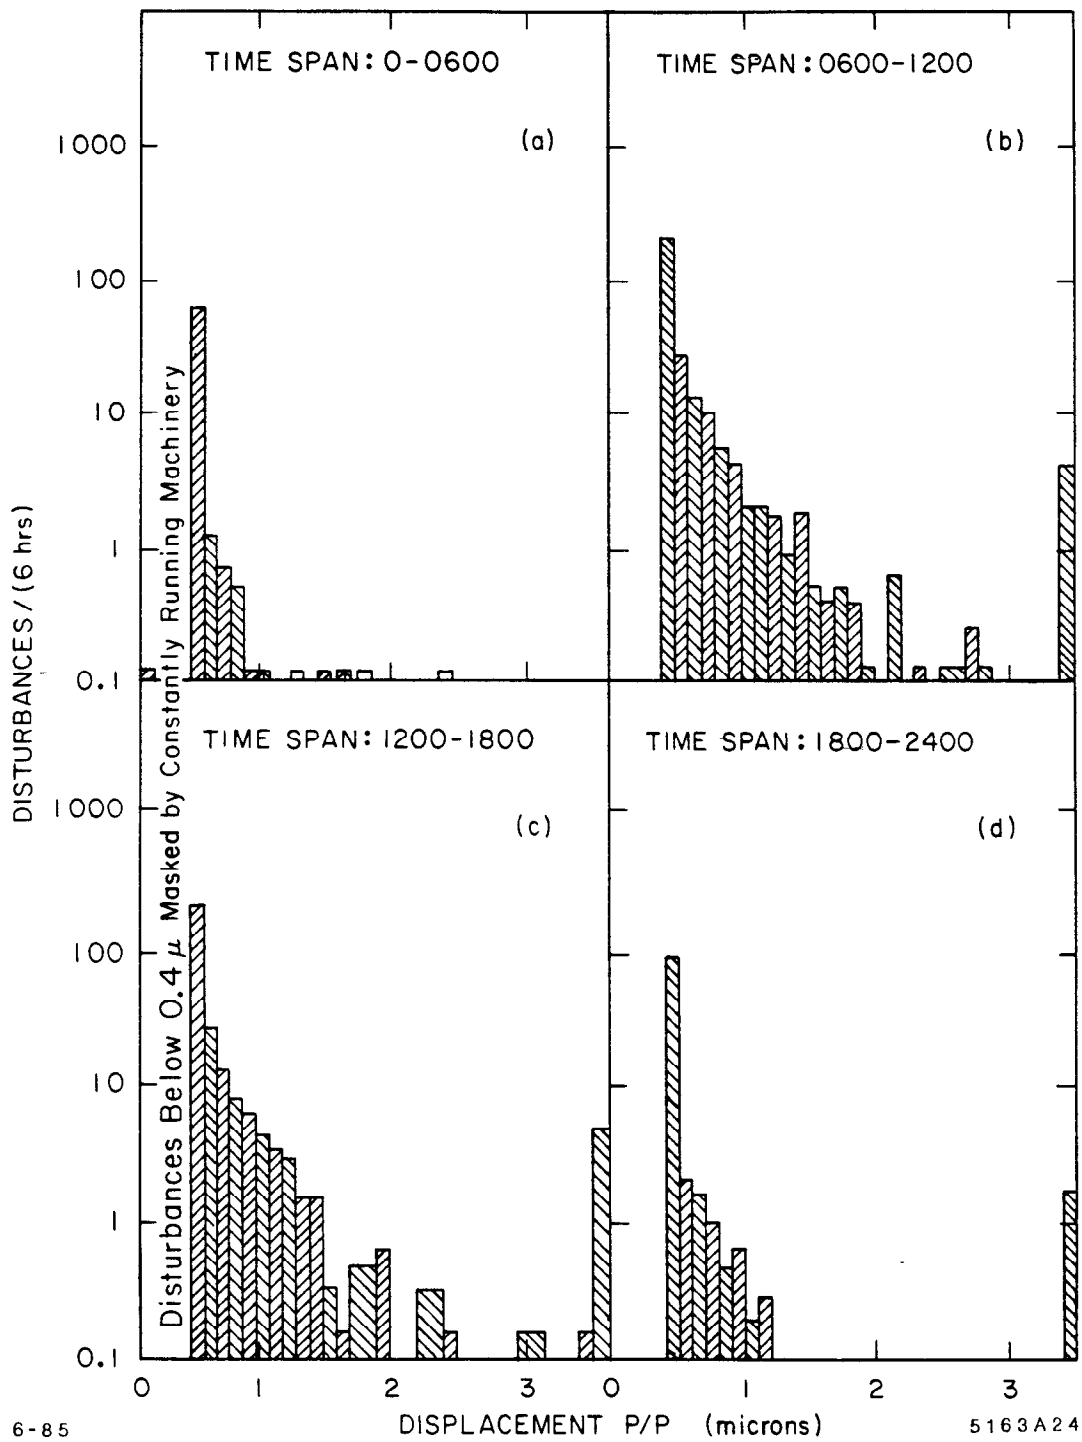 TIME SPAN: 0-0600
TIME SPAN: 0600-1200
(a)
(b)
1000
100
10
1
0.1
DISTURBANCES/(6 hrs)
Disturbances Below 0.4 μ Masked by Constantly Running Machinery
TIME SPAN: 1200-1800
TIME SPAN: 1800-2400
(c)
(d)
1000
100
10
1
0.1
0 1 2 3 0 1 2 3
DISPLACEMENT P/P (microns)
6-85
5163A24